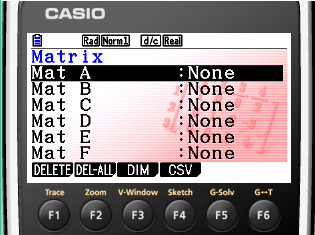 CASIO
Rad Norm1 d/c Real
Matrix
Mat A :None
Mat B :None
Mat C :None
Mat D :None
Mat E :None
Mat F :None
DELETE DEL-ALL DIM CSV
Trace Zoom V-Window Sketch G-Solv G↔T
F1 F2 F3 F4 F5 F6